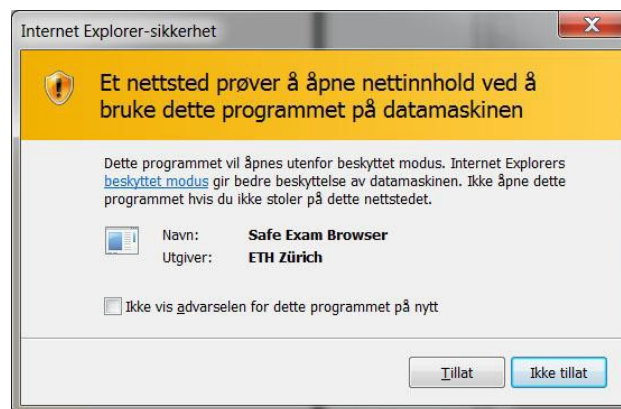 Internet Explorer-sikkerhet
Et nettsted prøver å åpne nettinnhold ved å
bruke dette programmet på datamaskinen
Dette programmet vil åpnes utenfor beskyttet modus. Internet Explorers
beskyttet modus gir bedre beskyttelse av datamaskinen. Ikke åpne dette
programmet hvis du ikke stoler på dette nettstedet.
Navn: Safe Exam Browser
Utgiver: ETH Zürich
Ikke vis advarselen for dette programmet på nytt
Tillat Ikke tillat